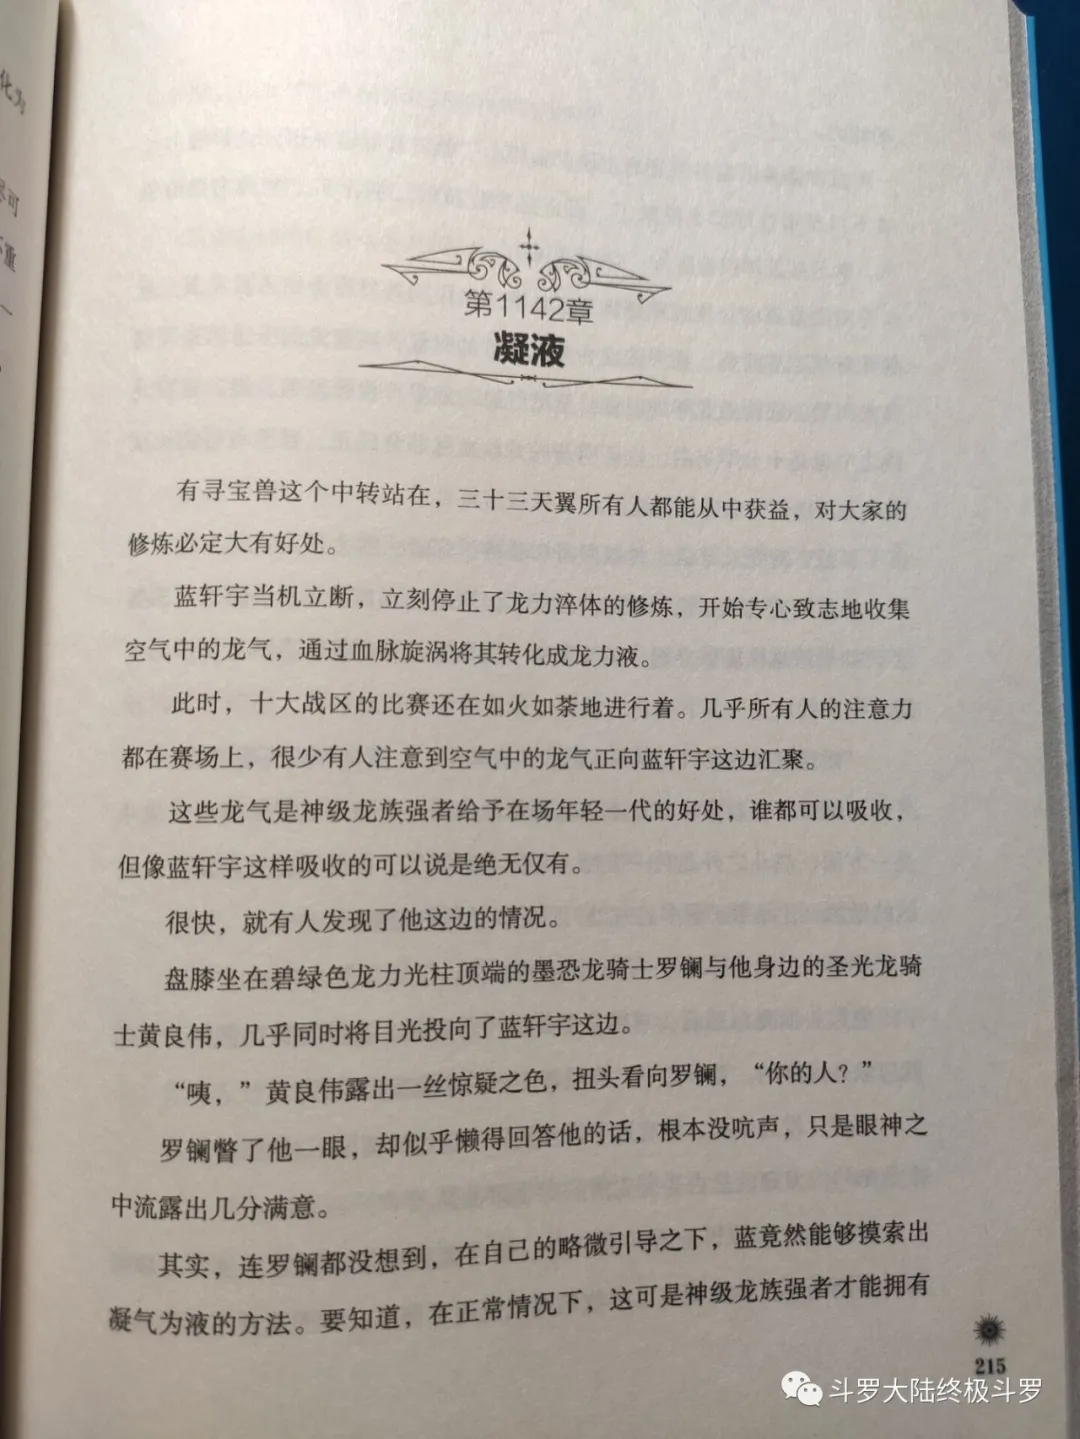 化为
尽可
不重
一
第1142章
凝液
有寻宝兽这个中转站在，三十三天翼所有人都能从中获益，对大家的
修炼必定大有好处。
蓝轩宇当机立断，立刻停止了龙力淬体的修炼，开始专心致志地收集
空气中的龙气，通过血脉旋涡将其转化成龙力液。
此时，十大战区的比赛还在如火如荼地进行着。几乎所有人的注意力
都在赛场上，很少有人注意到空气中的龙气正向蓝轩宇这边汇聚。
这些龙气是神级龙族强者给予在场年轻一代的好处，谁都可以吸收，
但像蓝轩宇这样吸收的可以说是绝无仅有。
很快，就有人发现了他这边的情况。
盘膝坐在碧绿色龙力光柱顶端的墨恐龙骑士罗镧与他身边的圣光龙骑
士黄良伟，几乎同时将目光投向了蓝轩宇这边。
“咦，”黄良伟露出一丝惊疑之色，扭头看向罗镧，“你的人？”
罗镧瞥了他一眼，却似乎懒得回答他的话，根本没吭声，只是眼神之
中流露出几分满意。
其实，连罗镧都没想到，在自己的略微引导之下，蓝竟然能够摸索出
凝气为液的方法。要知道，在正常情况下，这可是神级龙族强者才能拥有
215
斗罗大陆终极斗罗